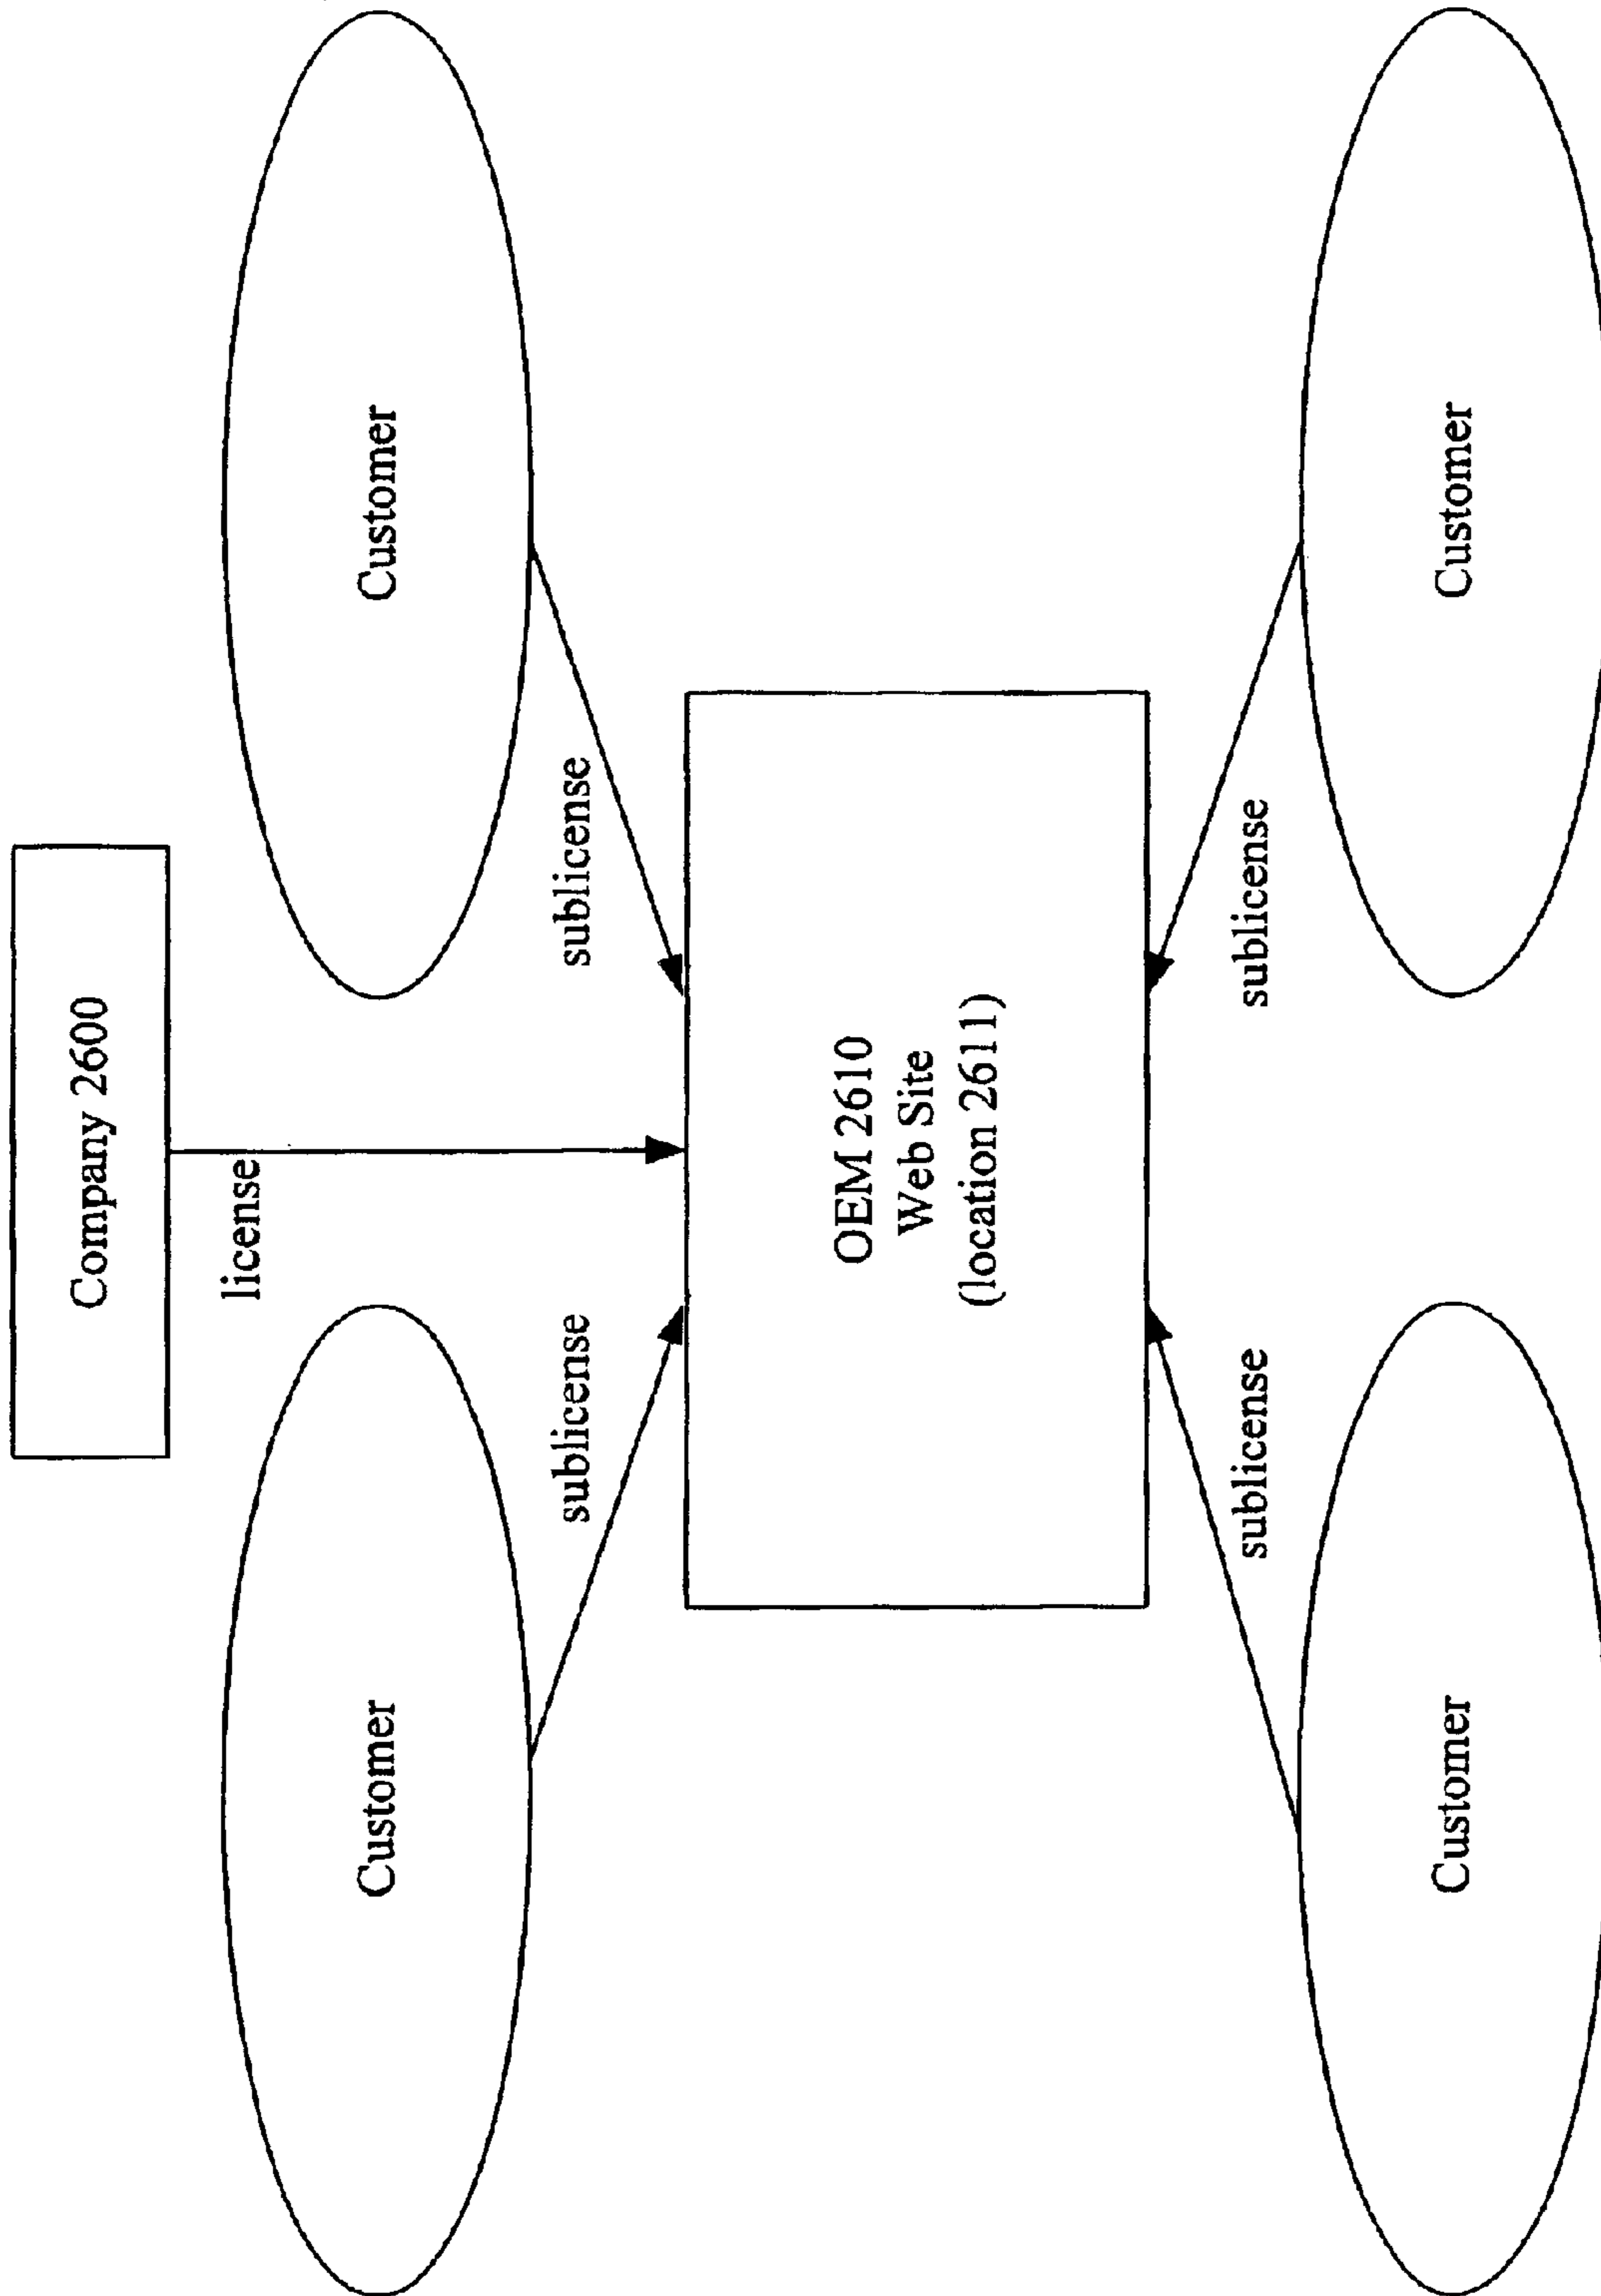 Company 2600
license
Customer
Customer
sublicense
sublicense
OEM 2610
Web Site
(location 2611)
sublicense
sublicense
Customer
Customer